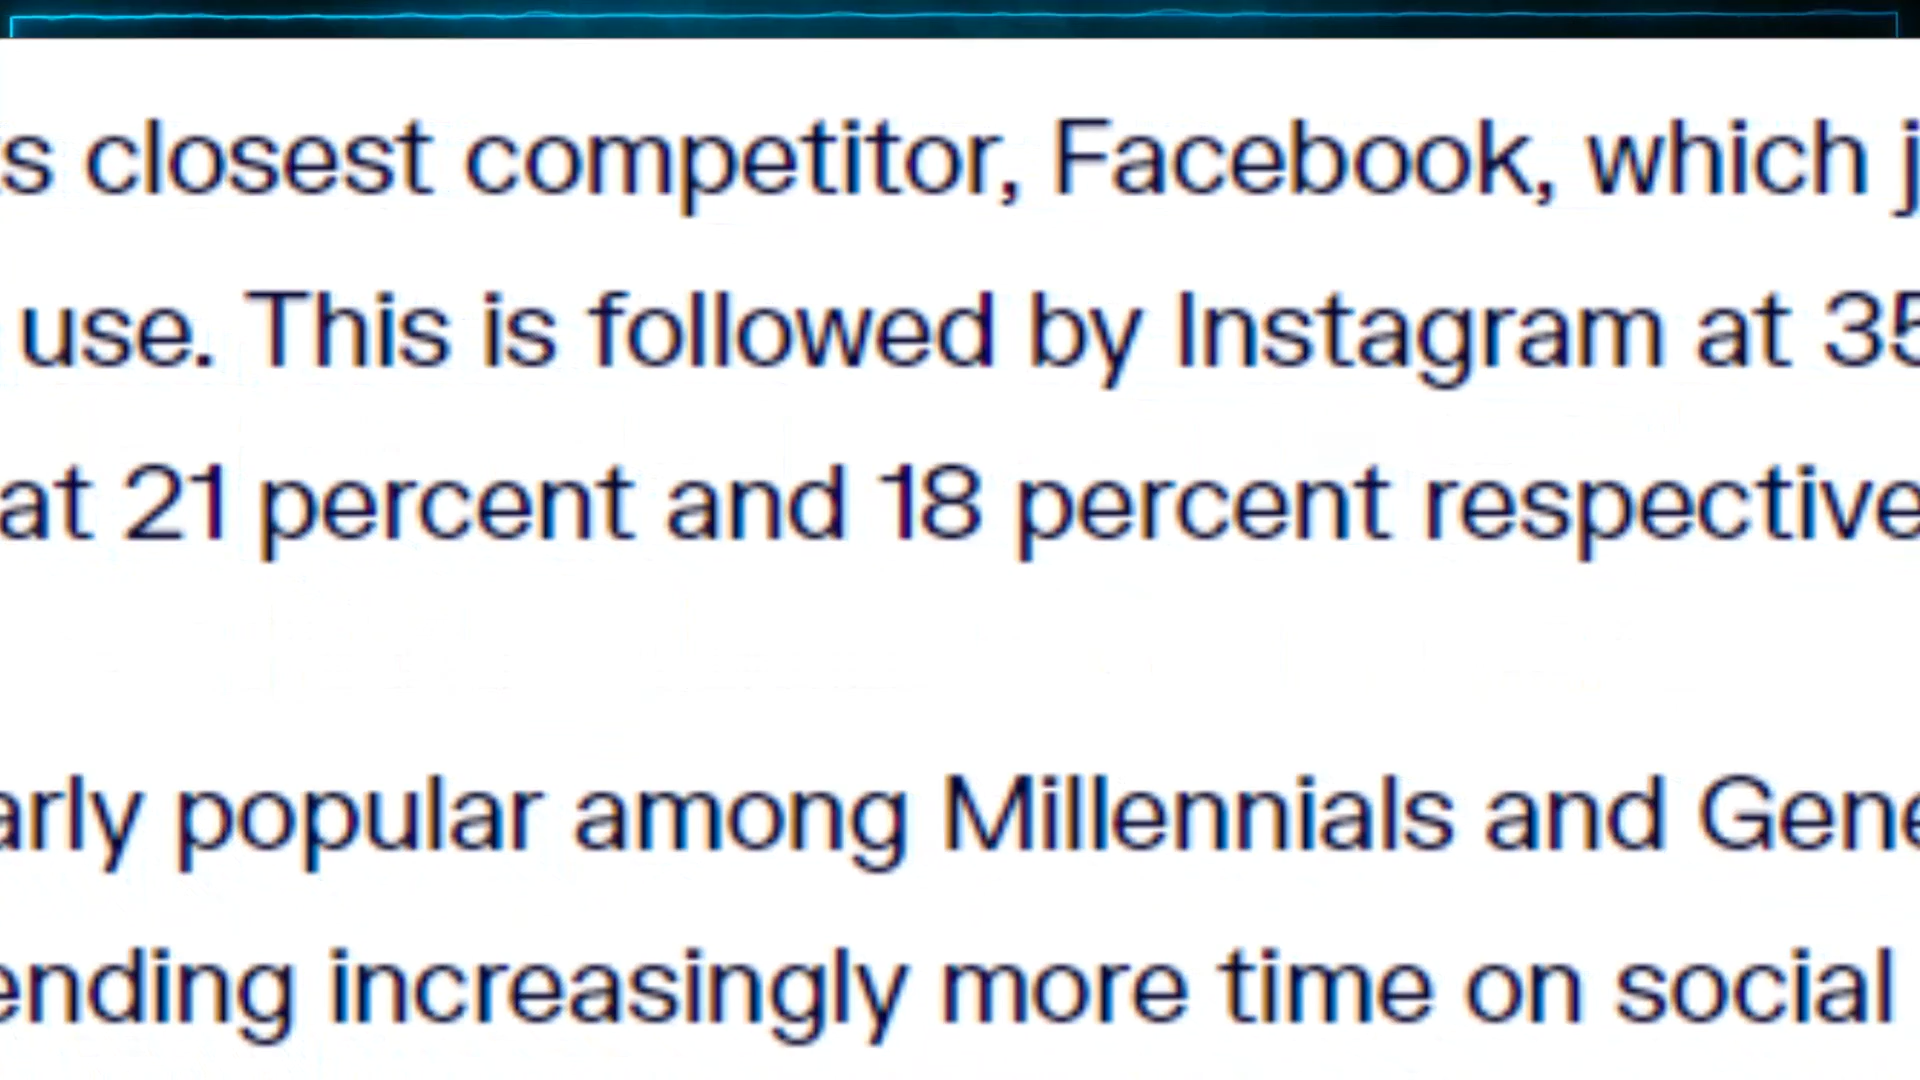 s closest competitor, Facebook, which j
use. This is followed by Instagram at 35
at 21 percent and 18 percent respective
arly popular among Millennials and Gene
ending increasingly more time on social